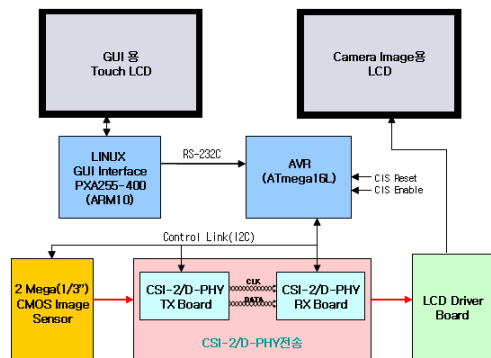 GUI 용
Touch LCD
Camera Image용
LCD
LINUX
GUI Interface
PXA255-400
(ARM10)
RS-232C
AVR
(ATmega16L)
CIS Reset
CIS Enable
Control Link(I2C)
2 Mega(1/3")
CMOS Image
Sensor
CSI-2/D-PHY
TX Board
CLK
DATA
CSI-2/D-PHY
RX Board
CSI-2/D-PHY전송
LCD Driver
Board